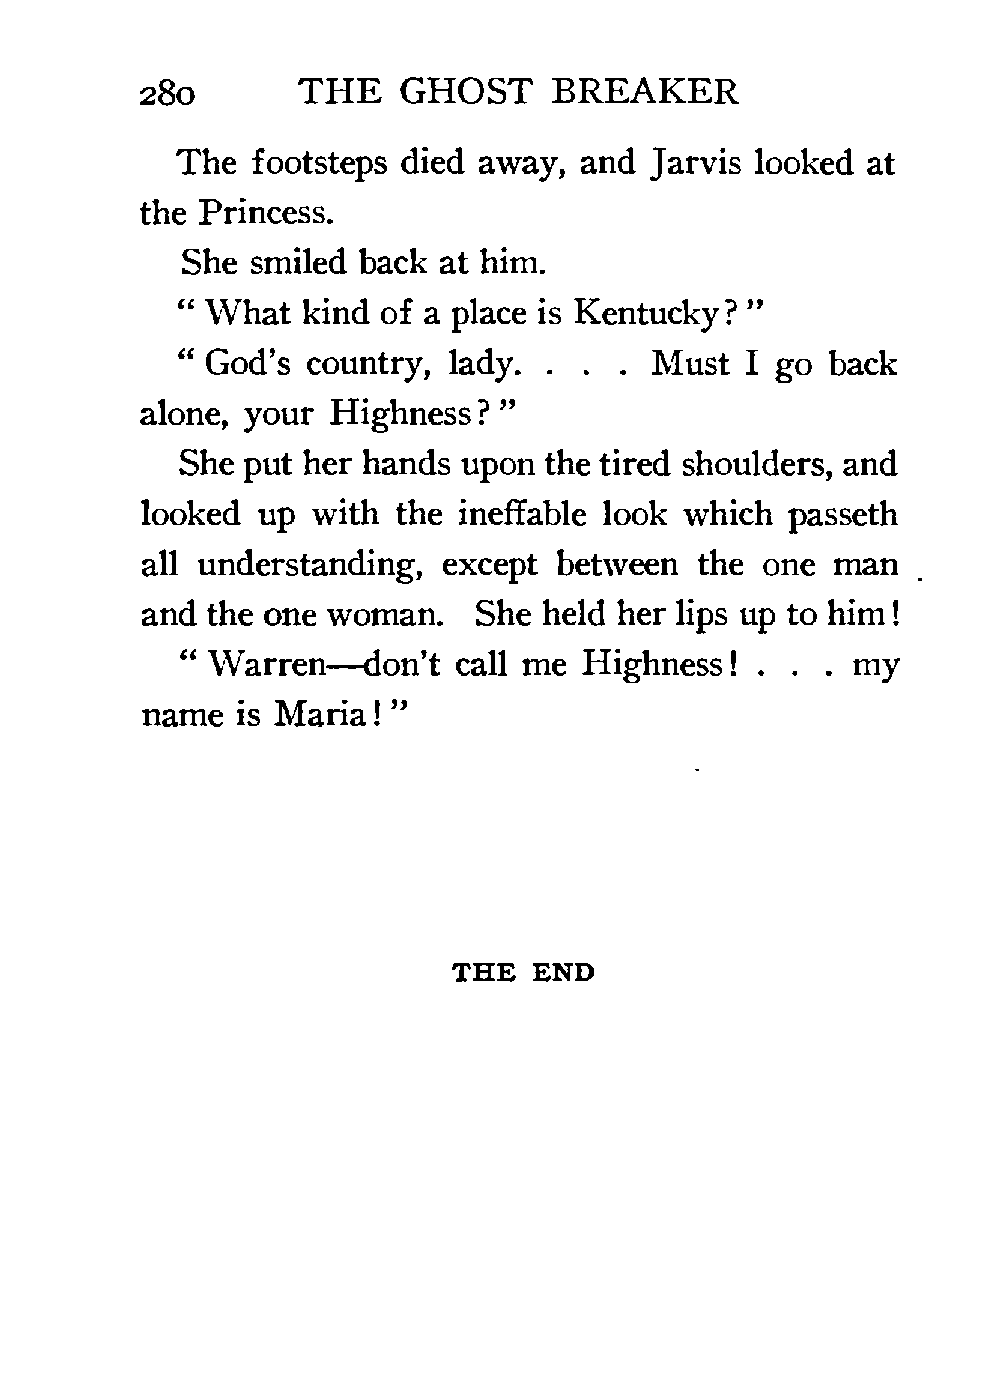 280 THE GHOST BREAKER
The footsteps died away, and Jarvis looked at
the Princess.
She smiled back at him.
“ What kind of a place is Kentucky? ”
“ God’s country, lady. . . . Must I go back
alone, your Highness? ”
She put her hands upon the tired shoulders, and
looked up with the ineffable look which passeth
all understanding, except between the one man
and the one woman. She held her lips up to him!
“ Warren—don’t call me Highness! . . . my
name is Maria! ”
THE END